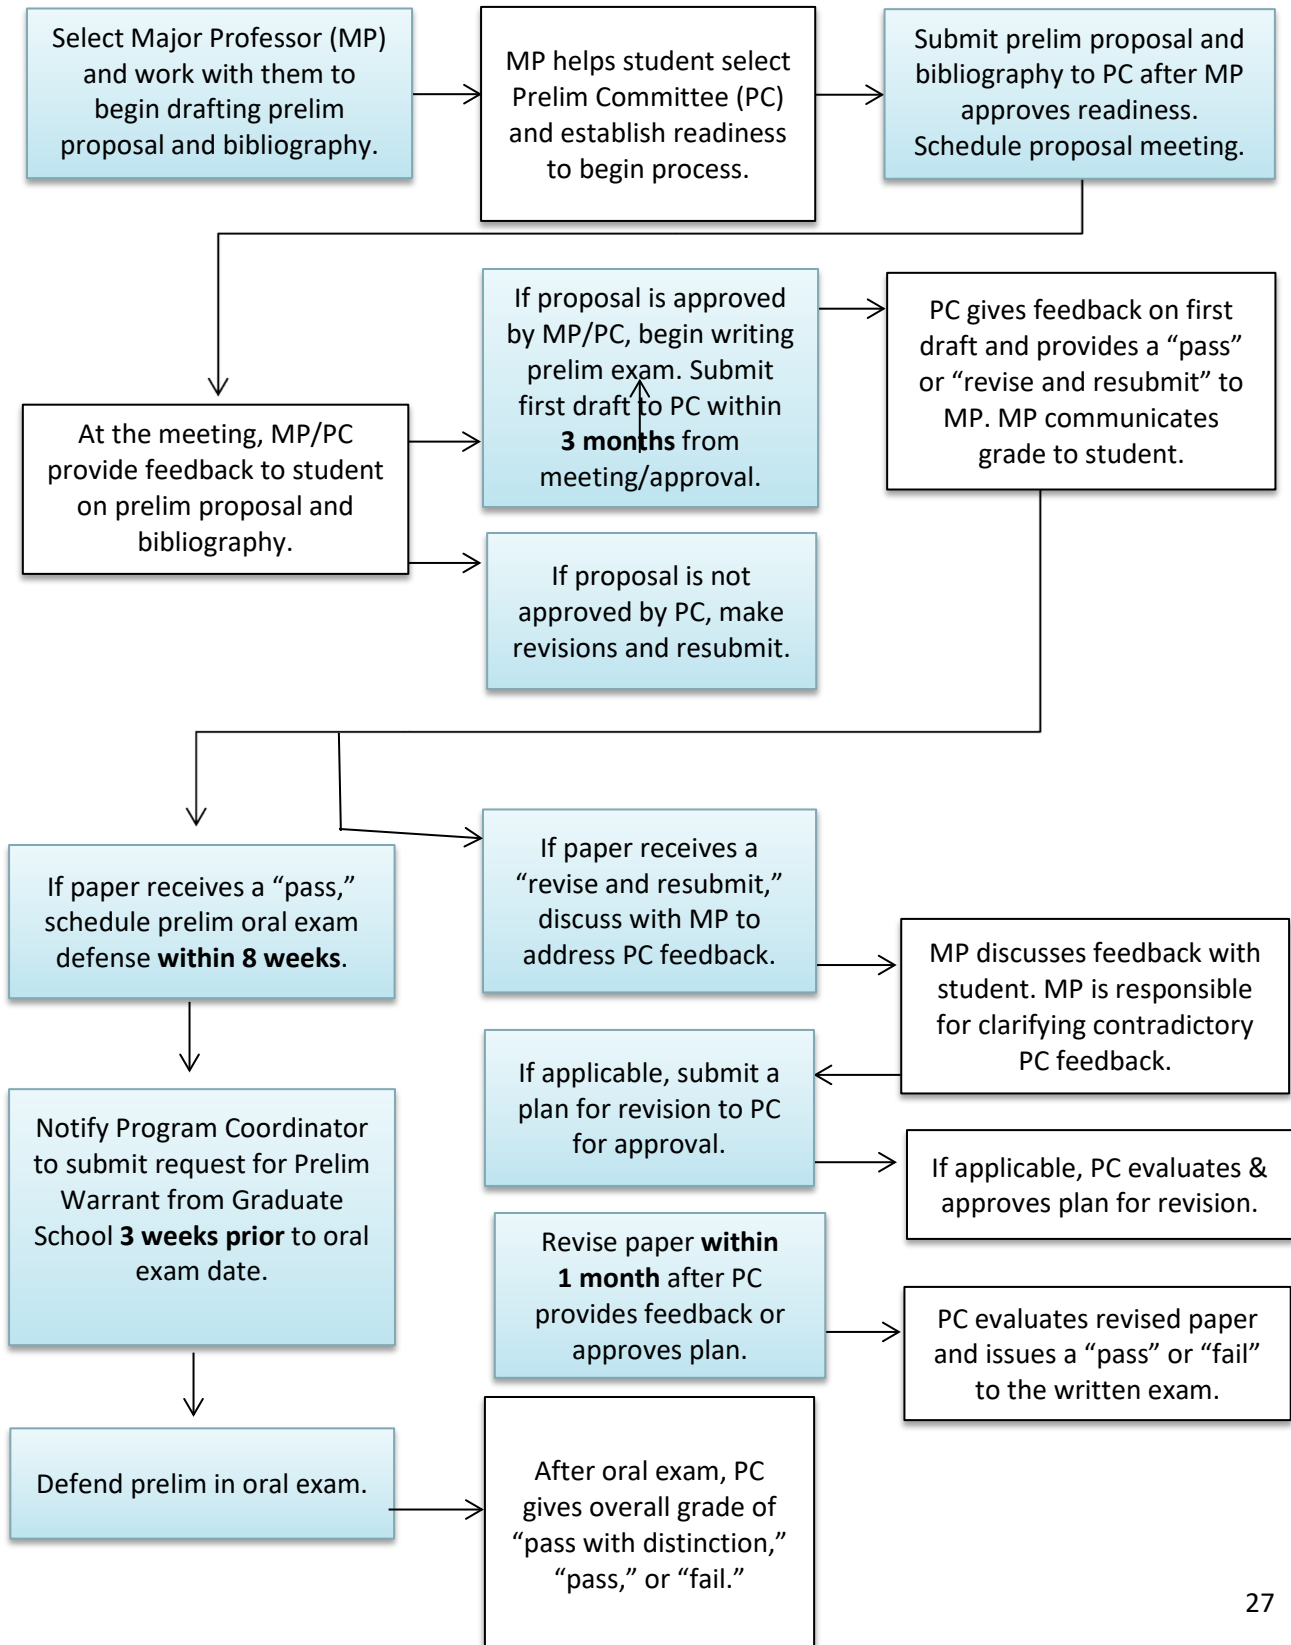 Select Major Professor (MP)
and work with them to
begin drafting prelim
proposal and bibliography.
MP helps student select
Prelim Committee (PC)
and establish readiness
to begin process.
Submit prelim proposal and
bibliography to PC after MP
approves readiness.
Schedule proposal meeting.
At the meeting, MP/PC
provide feedback to student
on prelim proposal and
bibliography.
If proposal is approved
by MP/PC, begin writing
prelim exam. Submit
first draft to PC within
3 months from
meeting/approval.
PC gives feedback on first
draft and provides a “pass”
or “revise and resubmit” to
MP. MP communicates
grade to student.
If proposal is not
approved by PC, make
revisions and resubmit.
If paper receives a “pass,”
schedule prelim oral exam
defense within 8 weeks.
If paper receives a
“revise and resubmit,”
discuss with MP to
address PC feedback.
MP discusses feedback with
student. MP is responsible
for clarifying contradictory
PC feedback.
If applicable, submit a
plan for revision to PC
for approval.
If applicable, PC evaluates &
approves plan for revision.
Notify Program Coordinator
to submit request for Prelim
Warrant from Graduate
School 3 weeks prior to oral
exam date.
Revise paper within
1 month after PC
provides feedback or
approves plan.
PC evaluates revised paper
and issues a “pass” or “fail”
to the written exam.
Defend prelim in oral exam.
After oral exam, PC
gives overall grade of
“pass with distinction,”
“pass,” or “fail.”
27